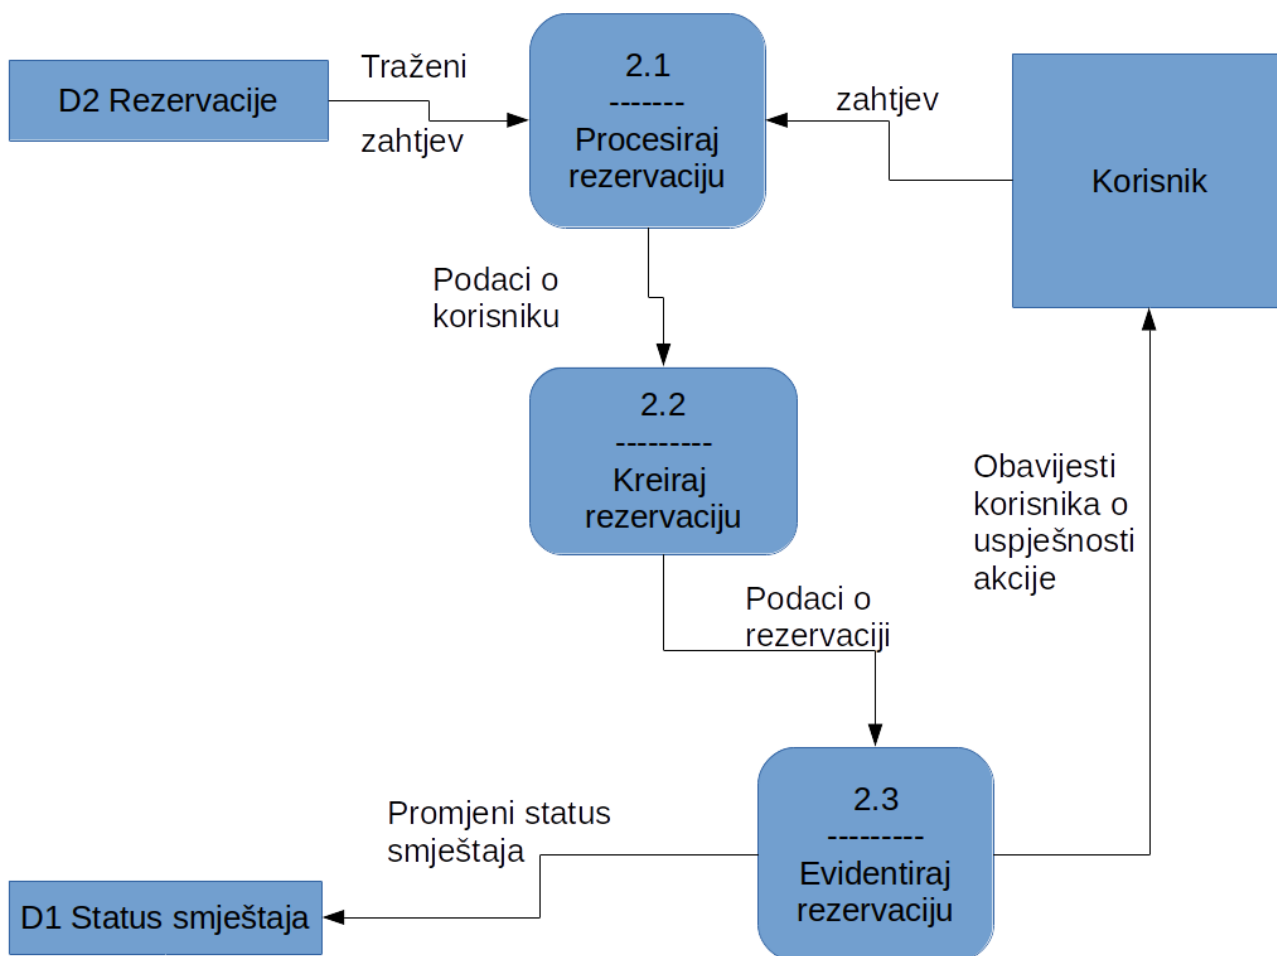 D2 Rezervacije
Traženi
zahtjev
2.1
-------
Procesiraj
rezervaciju
zahtjev
Korisnik
Podaci o
korisniku
2.2
---------
Kreiraj
rezervaciju
Obavijesti
korisnika o
uspješnosti
akcije
Podaci o
rezervaciji
2.3
---------
Evidentiraj
rezervaciju
Promjeni status
smještaja
D1 Status smještaja